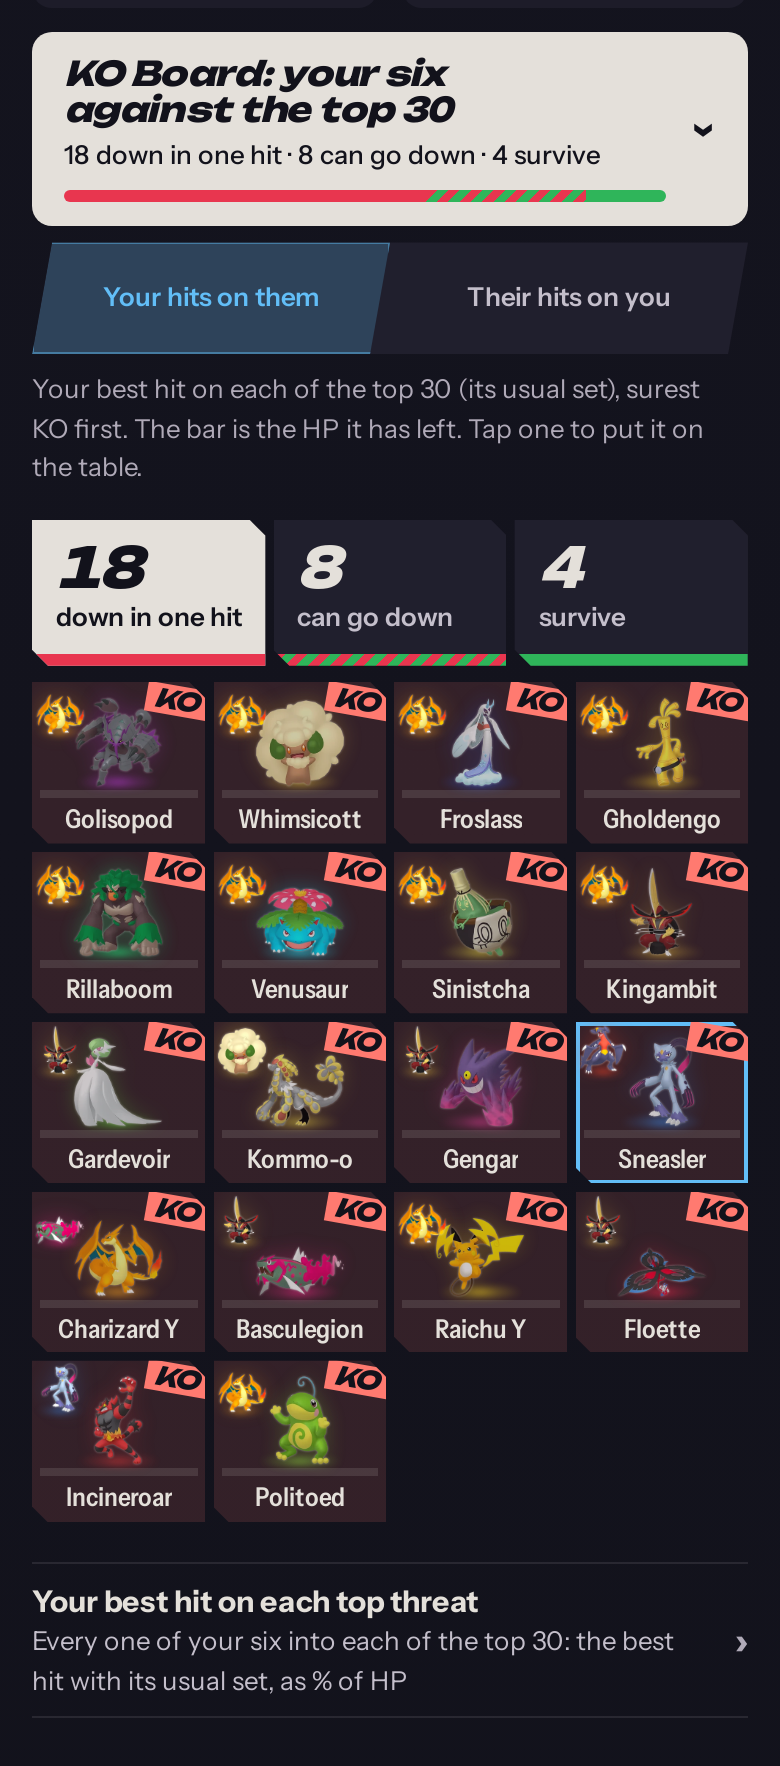 KO Board: your six
against the top 30
18 down in one hit · 8 can go down · 4 survive
Your hits on them
Their hits on you
Your best hit on each of the top 30 (its usual set), surest
KO first. The bar is the HP it has left. Tap one to put it on
the table.
18
down in one hit
8
can go down
4
survive
KO
Golisopod
KO
Whimsicott
KO
Froslass
KO
Gholdengo
KO
Rillaboom
KO
Venusaur
KO
Sinistcha
KO
Kingambit
KO
Gardevoir
KO
Kommo-o
KO
Gengar
KO
Sneasler
KO
Charizard Y
KO
Basculegion
KO
Raichu Y
KO
Floette
KO
Incineroar
KO
Politoed
Your best hit on each top threat
Every one of your six into each of the top 30: the best
hit with its usual set, as % of HP